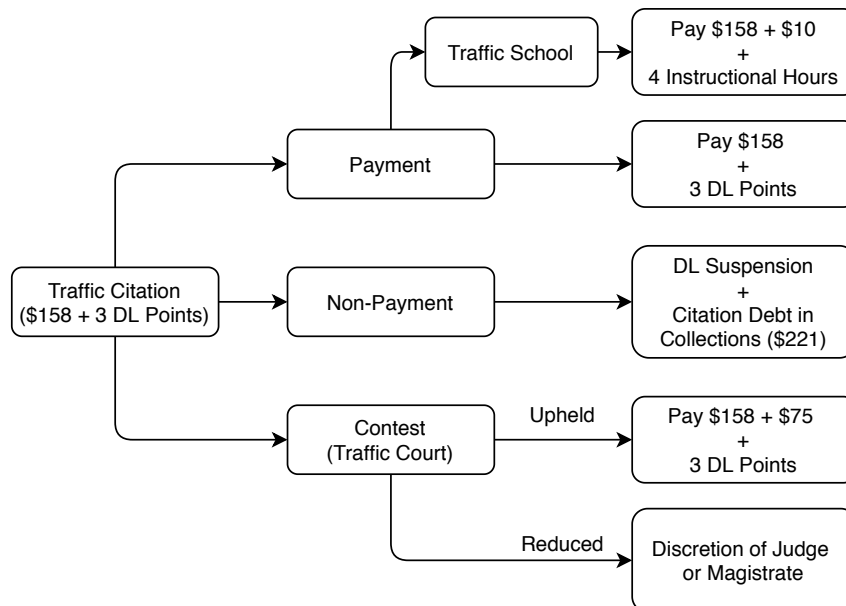 Traffic School
Pay $158 + $10
+
4 Instructional Hours
Payment
Pay $158
+
3 DL Points
Traffic Citation
($158 + 3 DL Points)
Non-Payment
DL Suspension
+
Citation Debt in
Collections ($221)
Contest
(Traffic Court)
Upheld
Pay $158 + $75
+
3 DL Points
Reduced
Discretion of Judge
or Magistrate